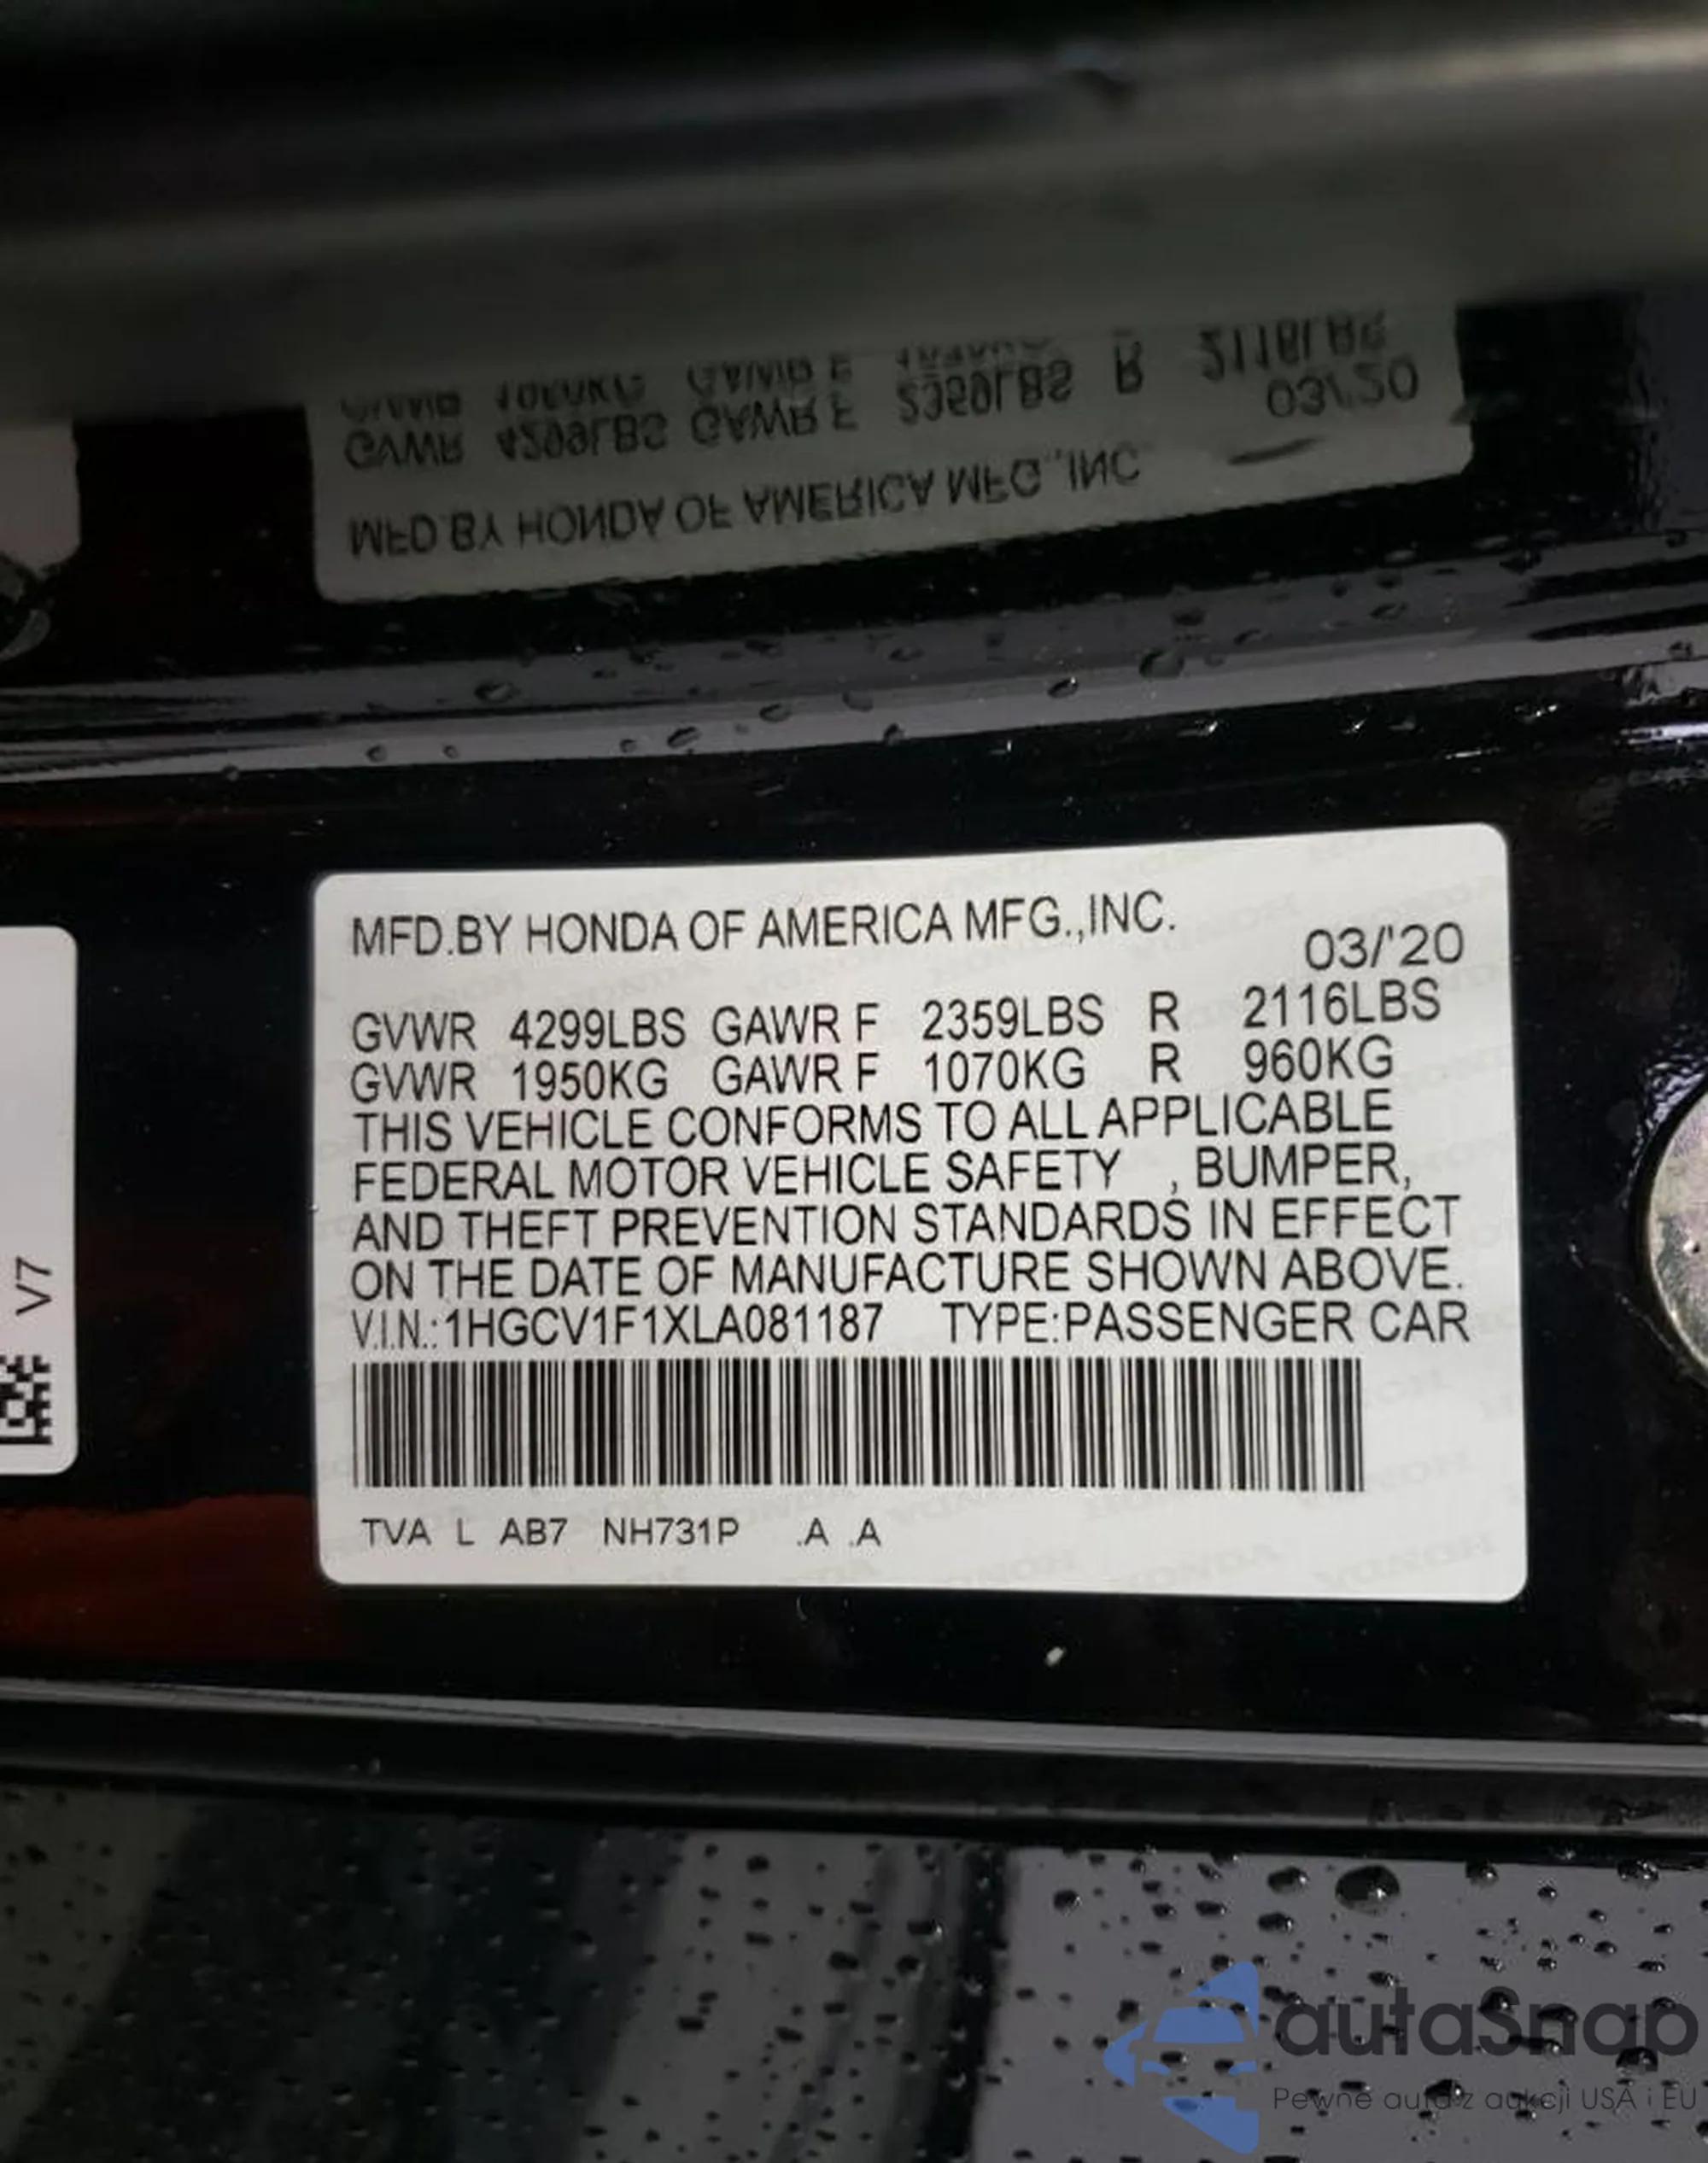 GVWR 4299LBS GAWR F 2359LBS R 2116LBS
03/'20
MFD.BY HONDA OF AMERICA MFG.,INC.
MFD.BY HONDA OF AMERICA MFG.,INC.
03/'20
GVWR 4299LBS GAWR F 2359LBS R 2116LBS
GVWR 1950KG GAWR F 1070KG R 960KG
THIS VEHICLE CONFORMS TO ALL APPLICABLE
FEDERAL MOTOR VEHICLE SAFETY , BUMPER,
AND THEFT PREVENTION STANDARDS IN EFFECT
ON THE DATE OF MANUFACTURE SHOWN ABOVE.
V.I.N.:1HGCV1F1XLA081187 TYPE:PASSENGER CAR
TVA L AB7 NH731P .A .A
V7
autaSnap
Pewne auta z aukcji USA i EU